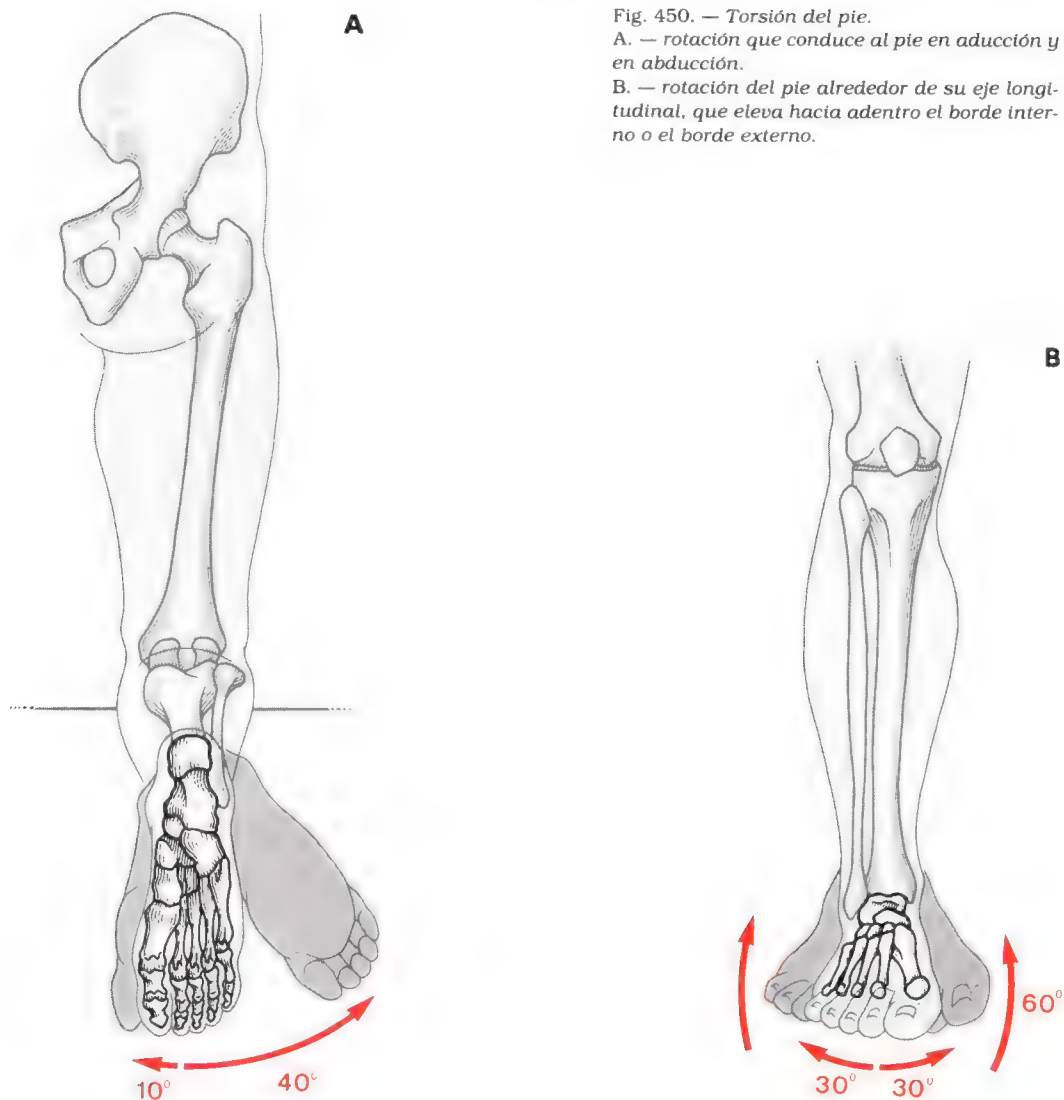 A
Fig. 450. — Torsión del pie.
A. — rotación que conduce al pie en aducción y
en abducción.
B. — rotación del pie alrededor de su eje longi-
tudinal, que eleva hacia adentro el borde inter-
no o el borde externo.
B
10°
40°
60°
30°
30°